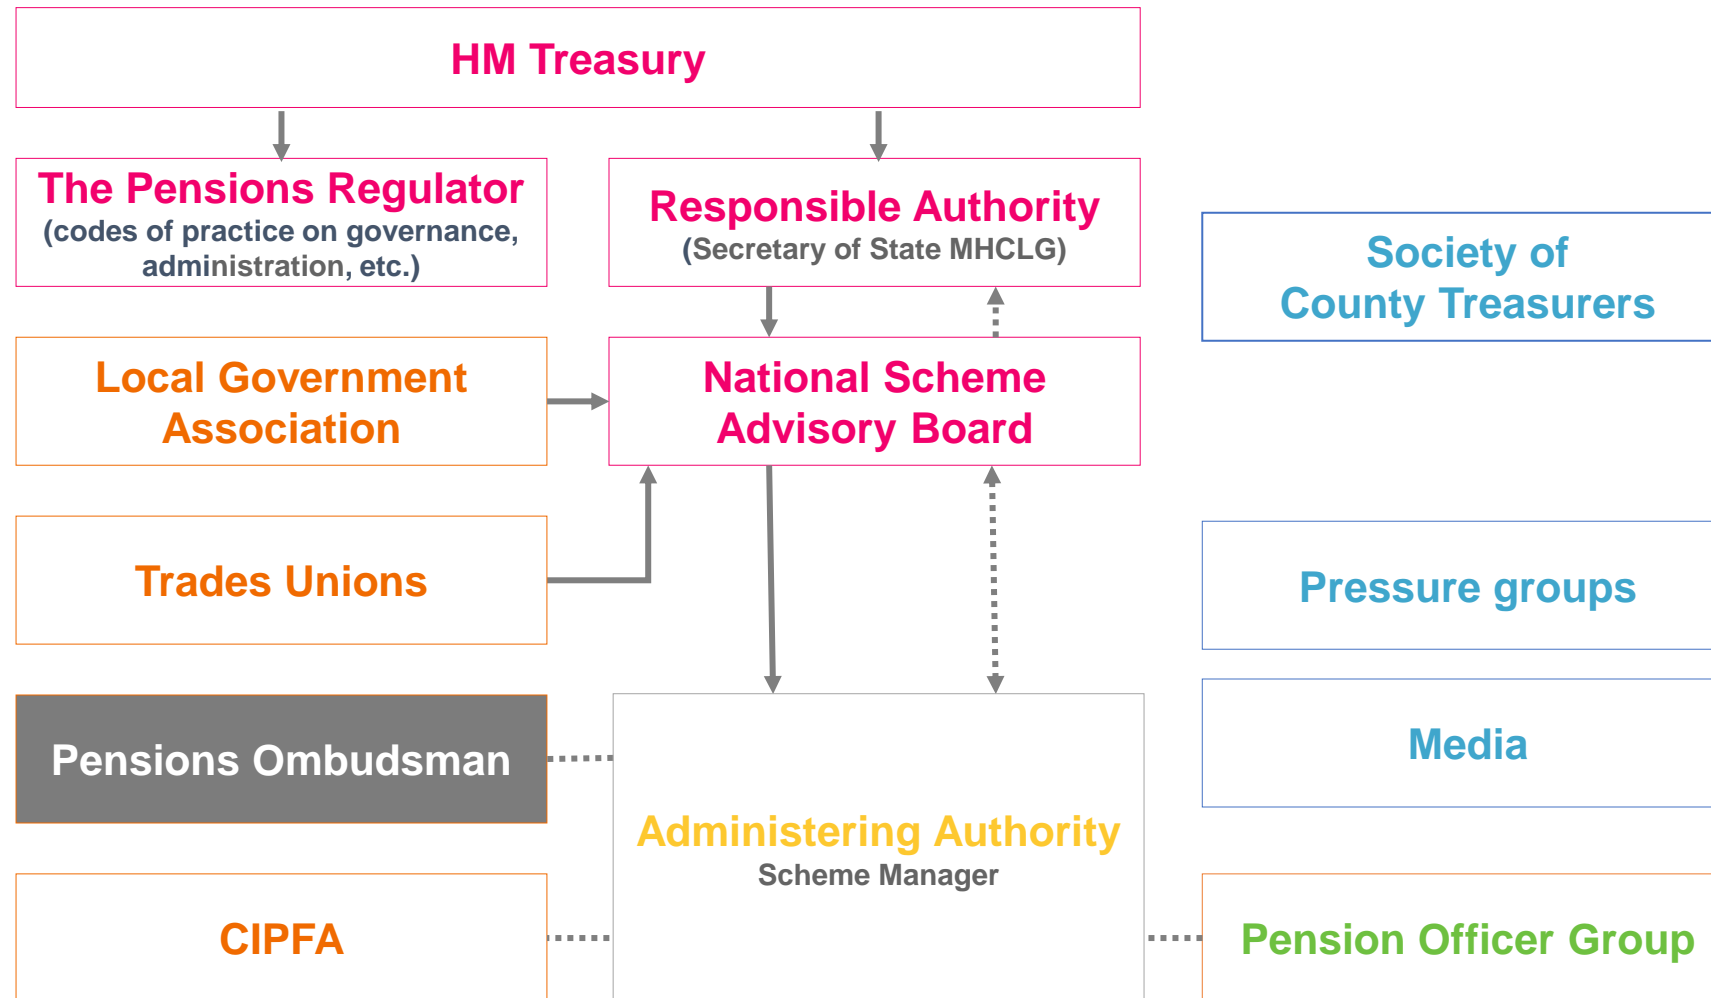 HM Treasury
The Pensions Regulator
(codes of practice on governance,
administration, etc.)
Responsible Authority
(Secretary of State MHCLG)
Society of
County Treasurers
Local Government
Association
National Scheme
Advisory Board
Trades Unions
Pressure groups
Pensions Ombudsman
Media
Administering Authority
Scheme Manager
CIPFA
Pension Officer Group